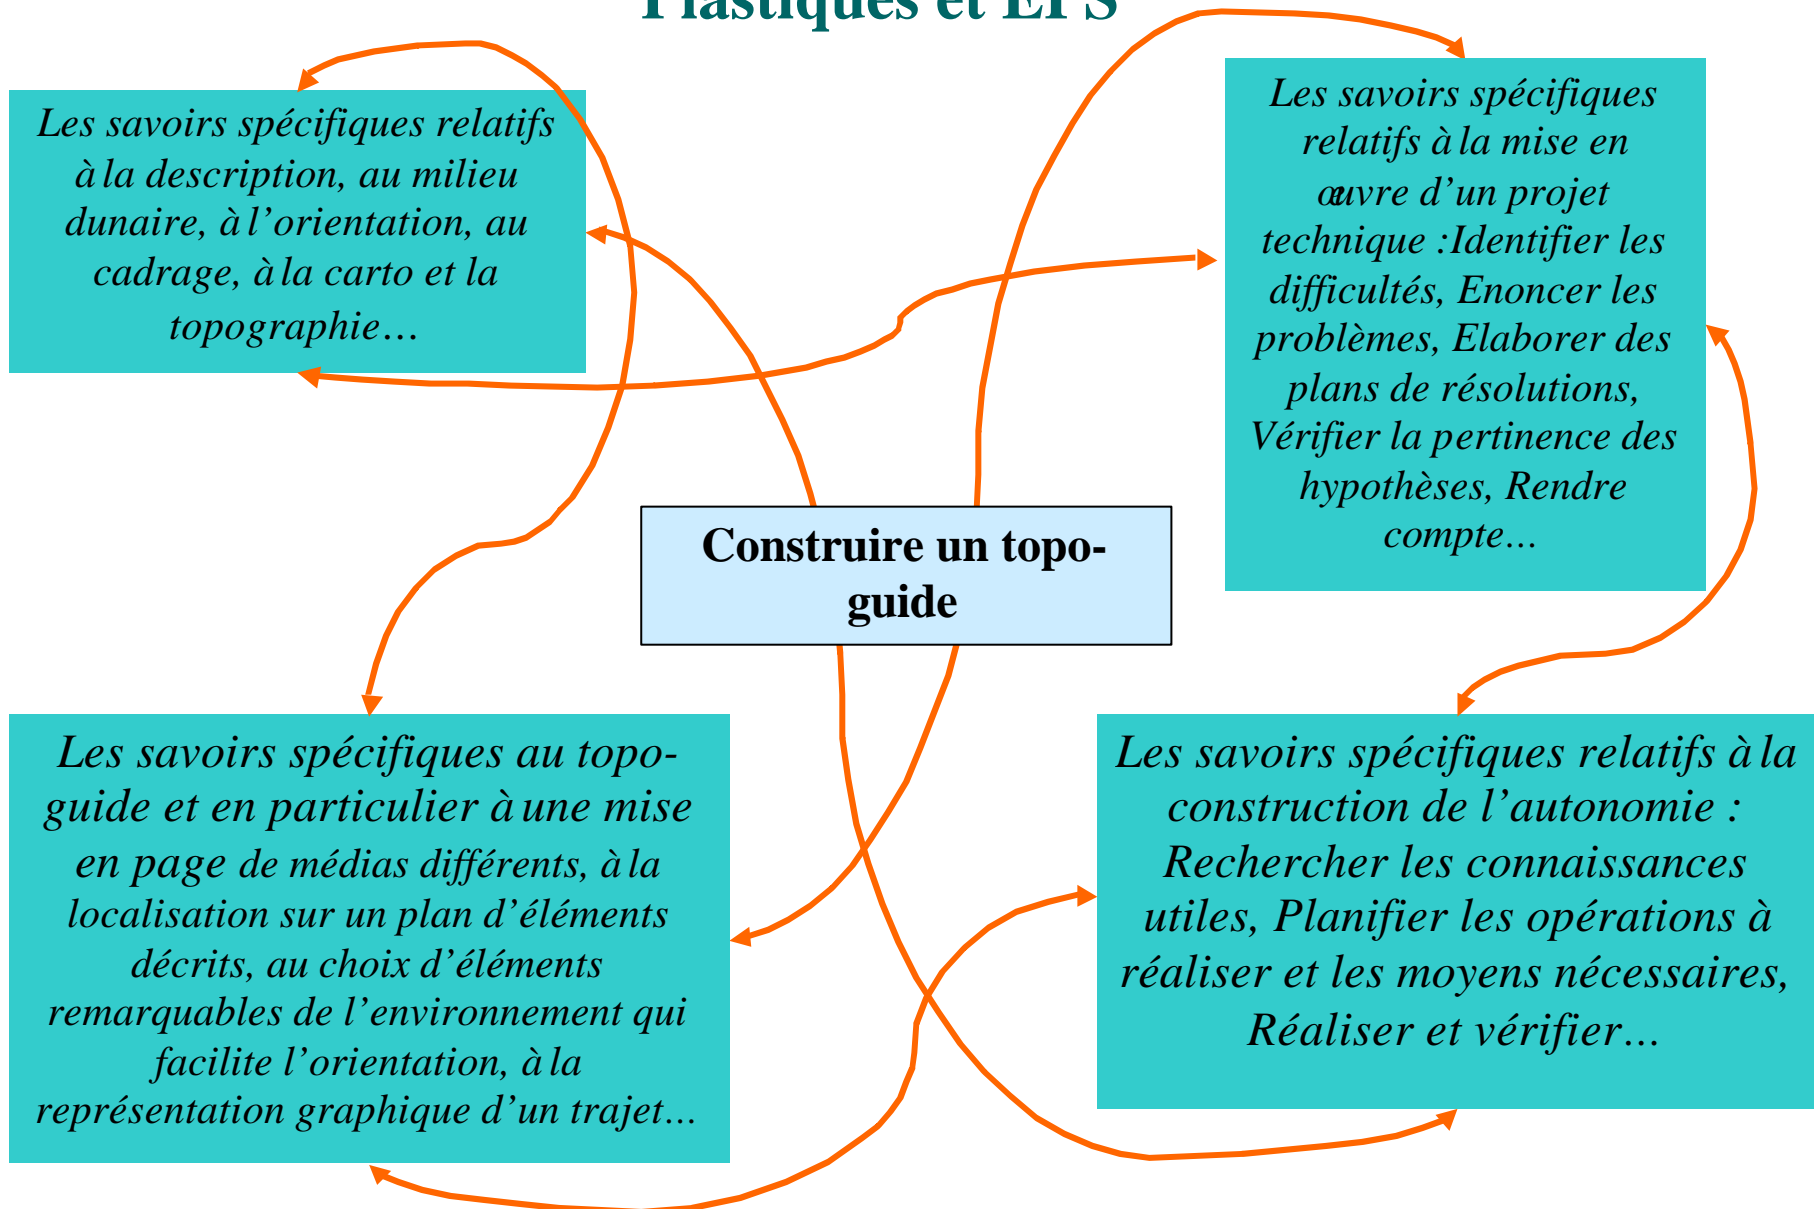 Plastiques et EPS
Les savoirs spécifiques relatifs
à la description, au milieu
dunaire, à l’orientation, au
cadrage, à la carto et la
topographie…
Les savoirs spécifiques
relatifs à la mise en
œuvre d’un projet
technique :Identifier les
difficultés, Enoncer les
problèmes, Elaborer des
plans de résolutions,
Vérifier la pertinence des
hypothèses, Rendre
compte…
Construire un topo-
guide
Les savoirs spécifiques au topo-
guide et en particulier à une mise
en page de médias différents, à la
localisation sur un plan d’éléments
décrits, au choix d’éléments
remarquables de l’environnement qui
facilite l’orientation, à la
représentation graphique d’un trajet…
Les savoirs spécifiques relatifs à la
construction de l’autonomie :
Rechercher les connaissances
utiles, Planifier les opérations à
réaliser et les moyens nécessaires,
Réaliser et vérifier…